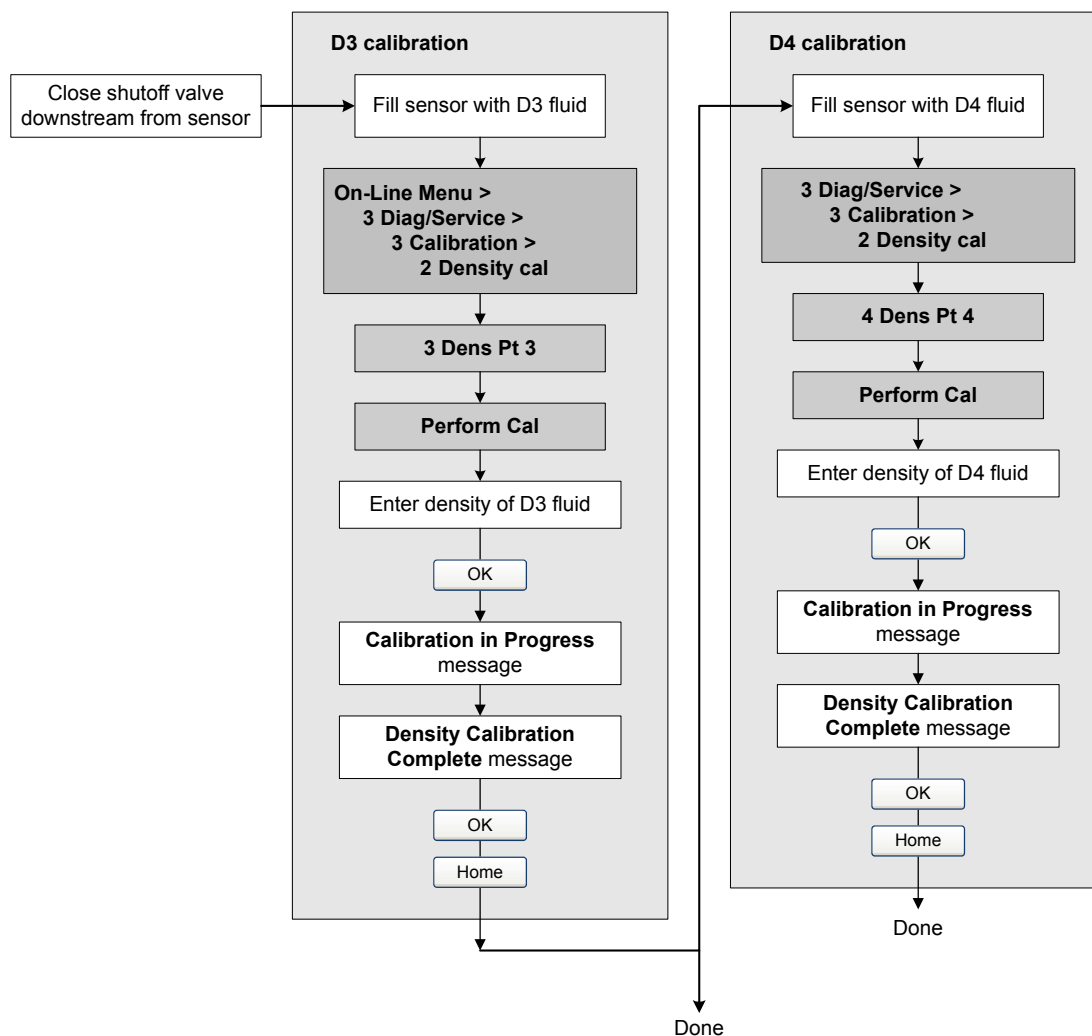 Close shutoff valve
downstream from sensor
D3 calibration
Fill sensor with D3 fluid
On-Line Menu >
3 Diag/Service >
3 Calibration >
2 Density cal
3 Dens Pt 3
Perform Cal
Enter density of D3 fluid
OK
Calibration in Progress
message
Density Calibration
Complete message
OK
Home
Done
D4 calibration
Fill sensor with D4 fluid
3 Diag/Service >
3 Calibration >
2 Density cal
4 Dens Pt 4
Perform Cal
Enter density of D4 fluid
OK
Calibration in Progress
message
Density Calibration
Complete message
OK
Home
Done